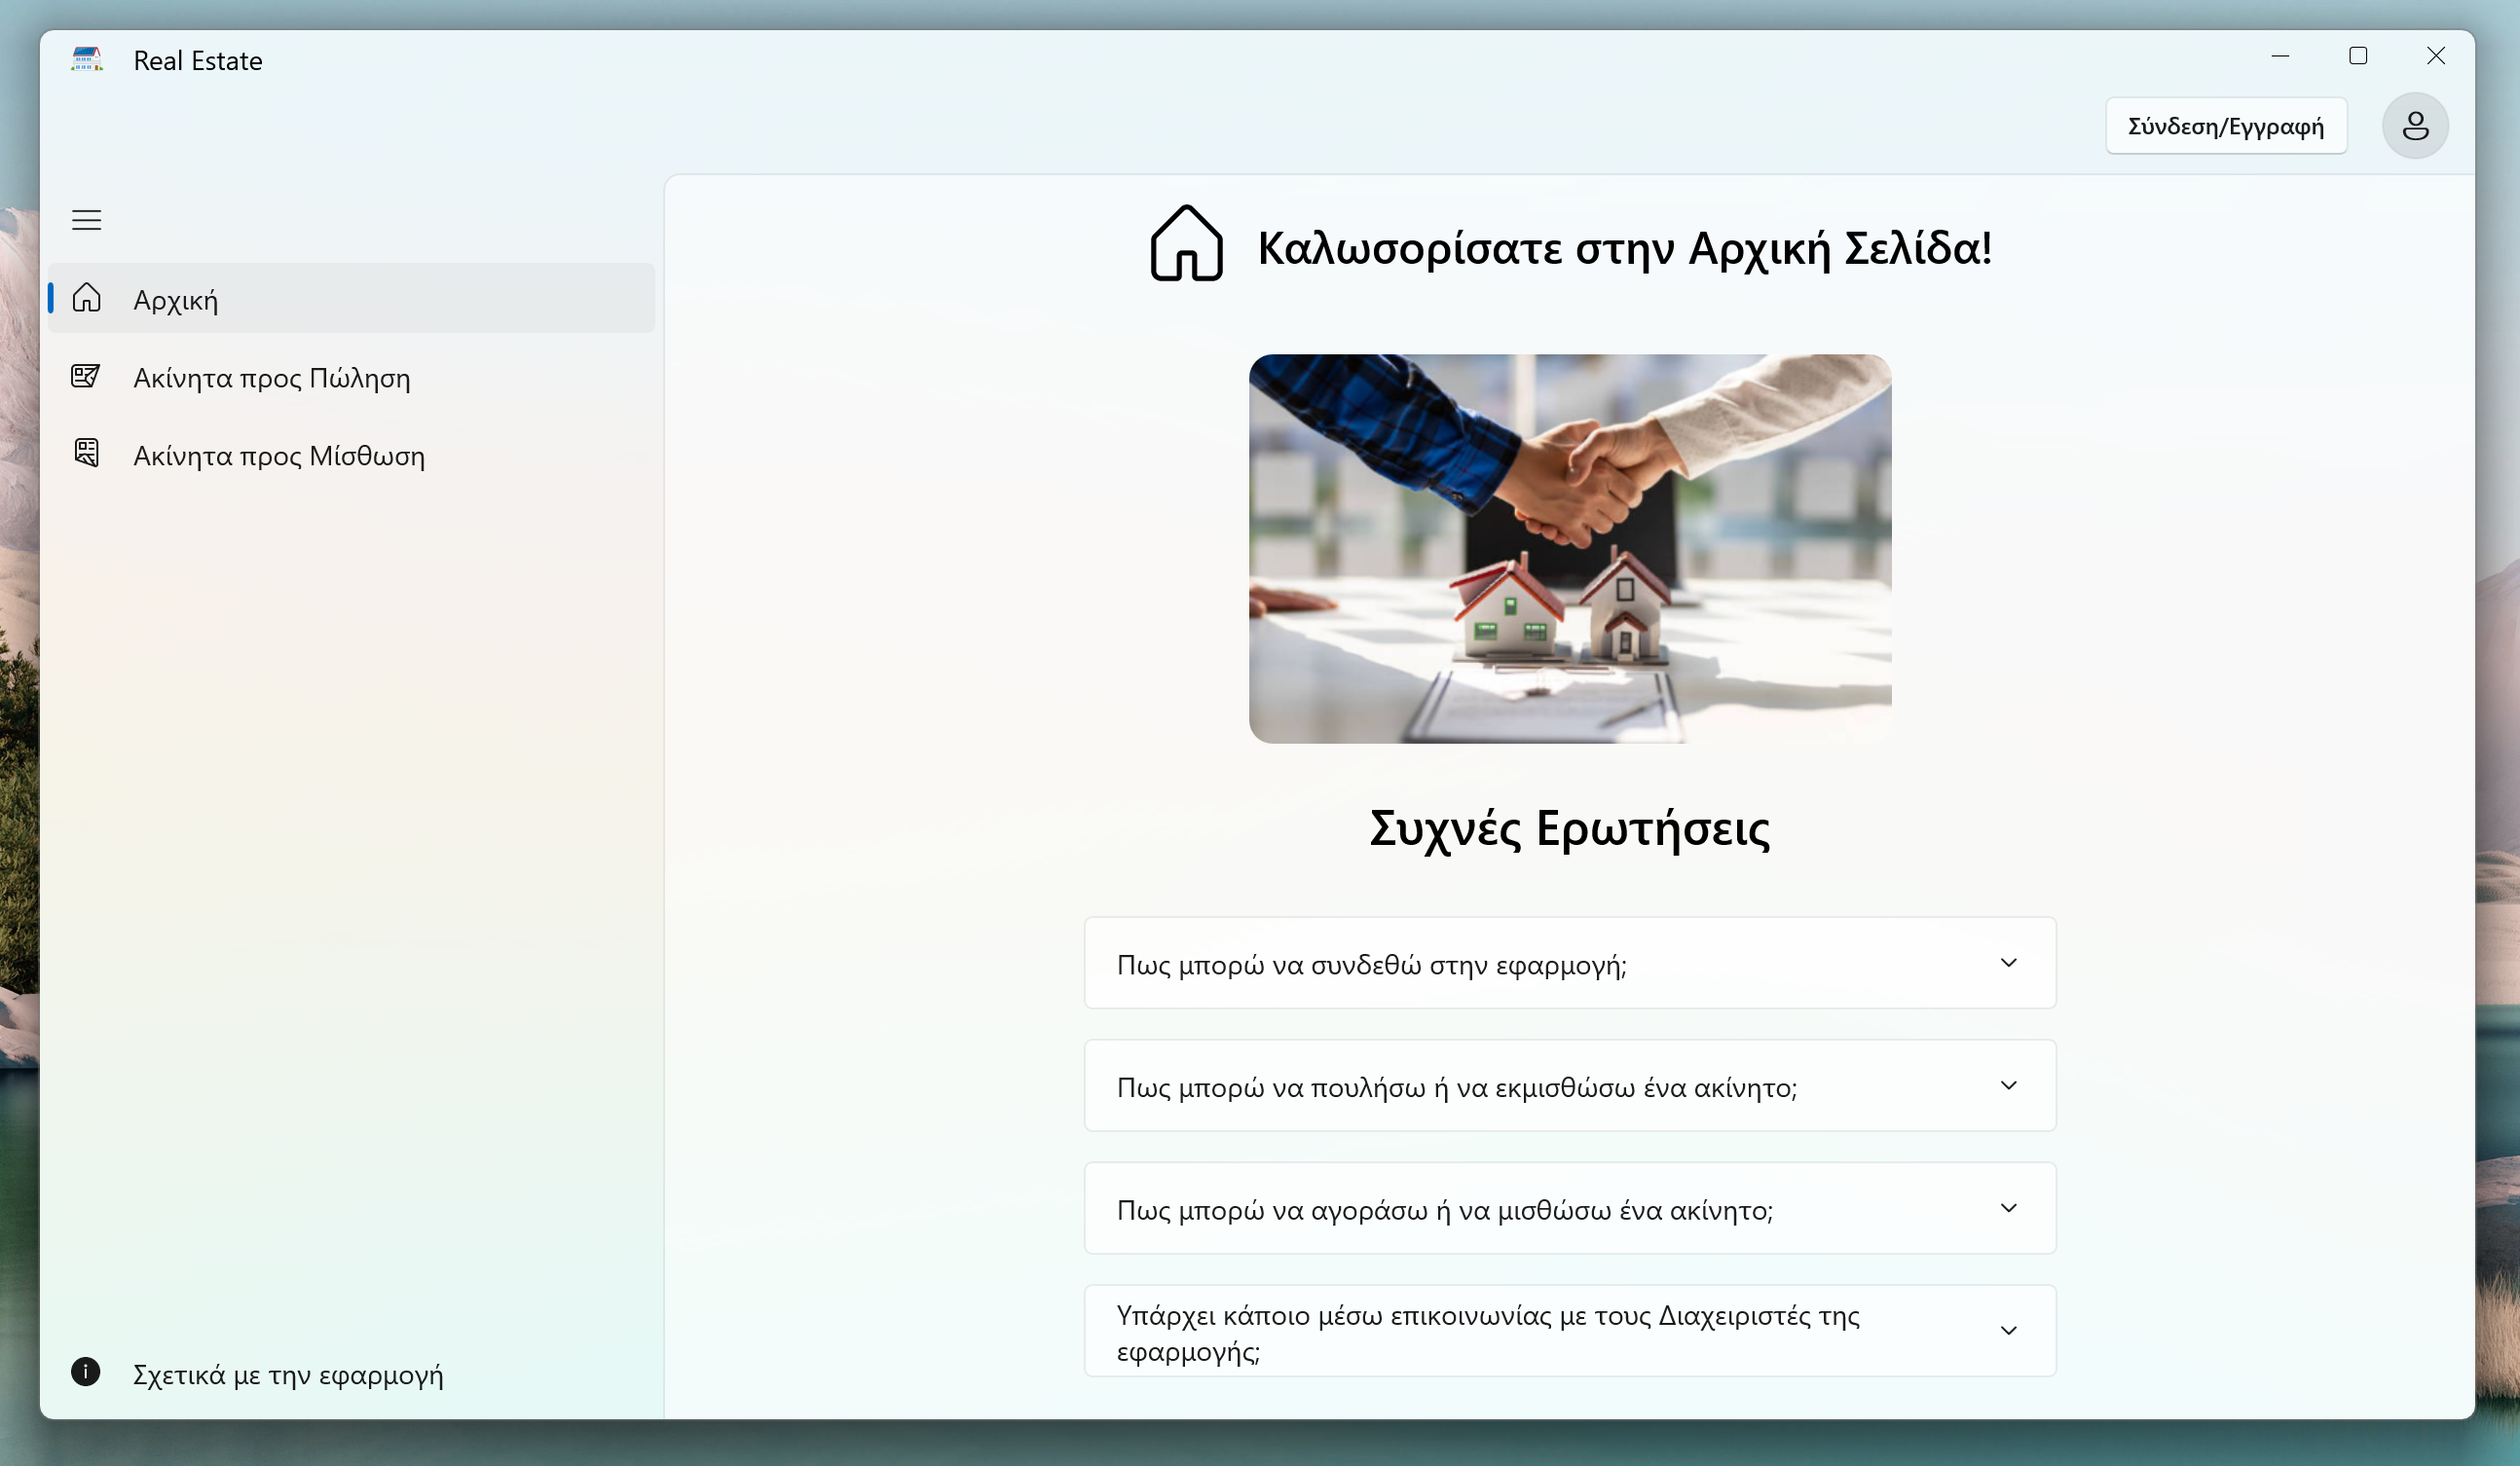 Real Estate
Σύνδεση/Εγγραφή
Αρχική
Ακίνητα προς Πώληση
Ακίνητα προς Μίσθωση
Σχετικά με την εφαρμογή
Καλωσορίσατε στην Αρχική Σελίδα!
Συχνές Ερωτήσεις
Πως μπορώ να συνδεθώ στην εφαρμογή;
Πως μπορώ να πουλήσω ή να εκμισθώσω ένα ακίνητο;
Πως μπορώ να αγοράσω ή να μισθώσω ένα ακίνητο;
Υπάρχει κάποιο μέσω επικοινωνίας με τους Διαχειριστές της
εφαρμογής;